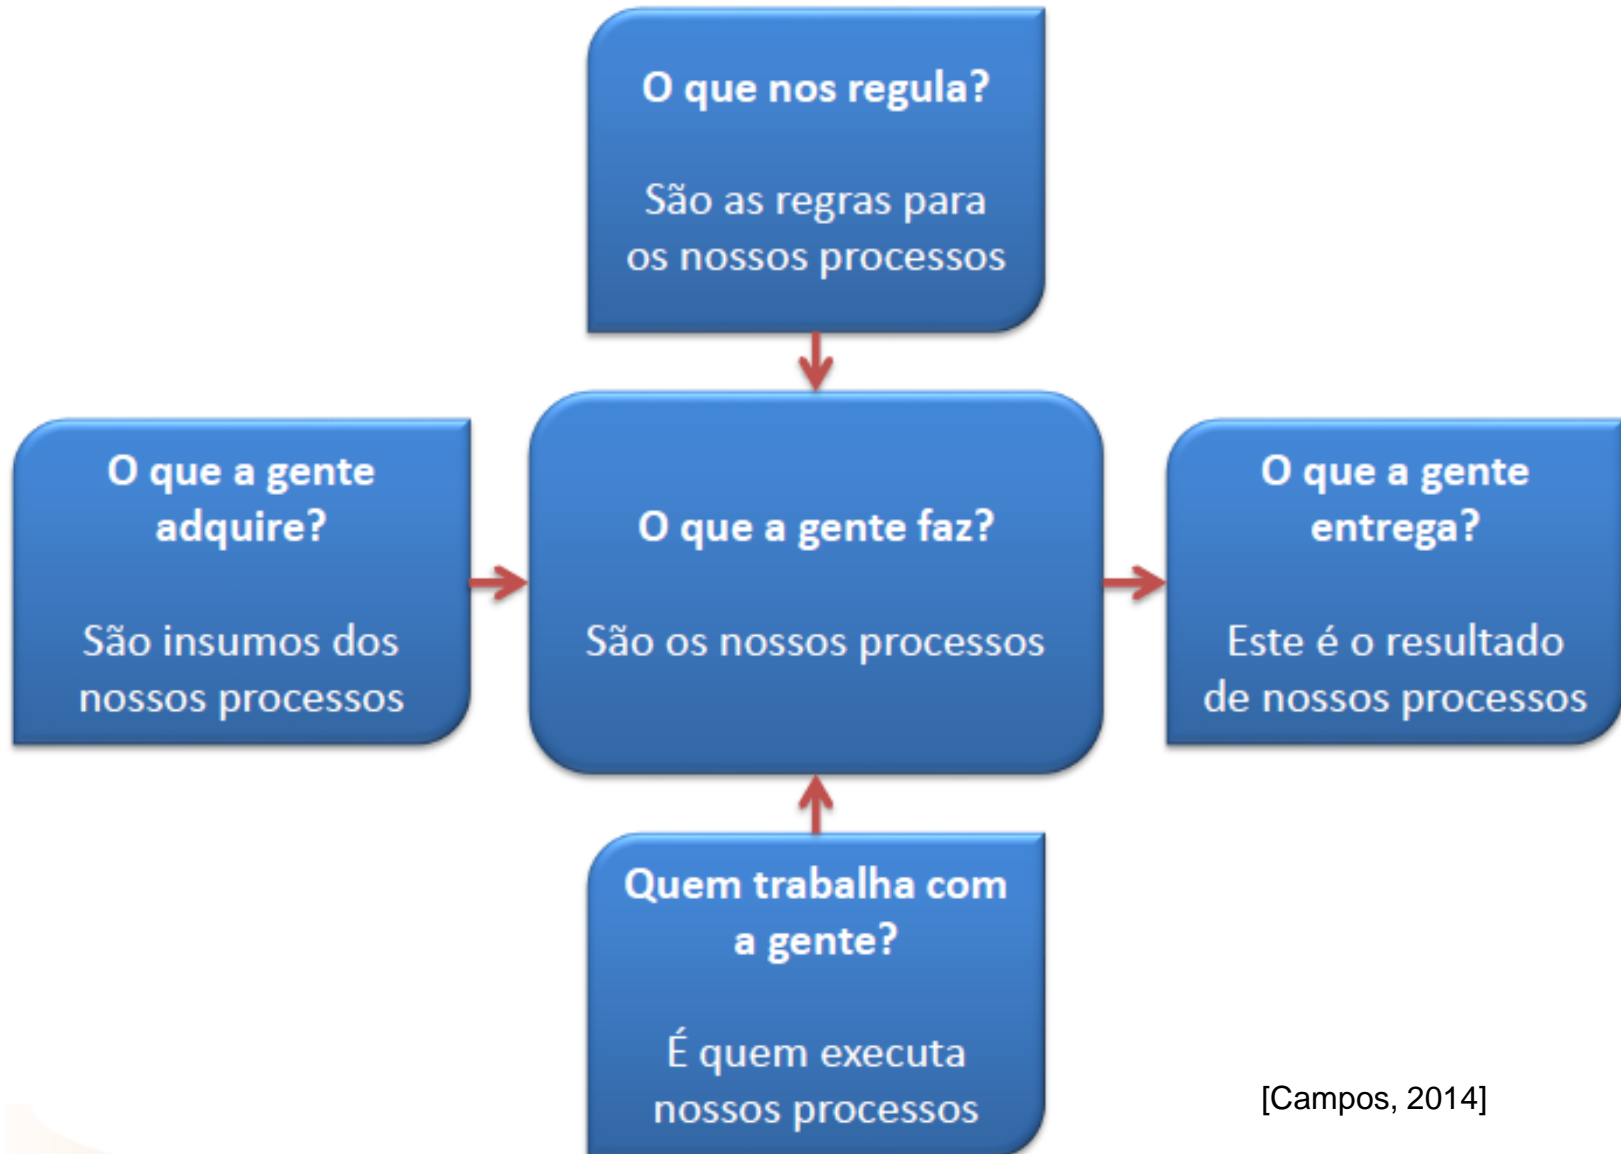 O que nos regula?
São as regras para
os nossos processos
O que a gente
adquire?
São insumos dos
nossos processos
O que a gente faz?
São os nossos processos
O que a gente
entrega?
Este é o resultado
de nossos processos
Quem trabalha com
a gente?
É quem executa
nossos processos
[Campos, 2014]